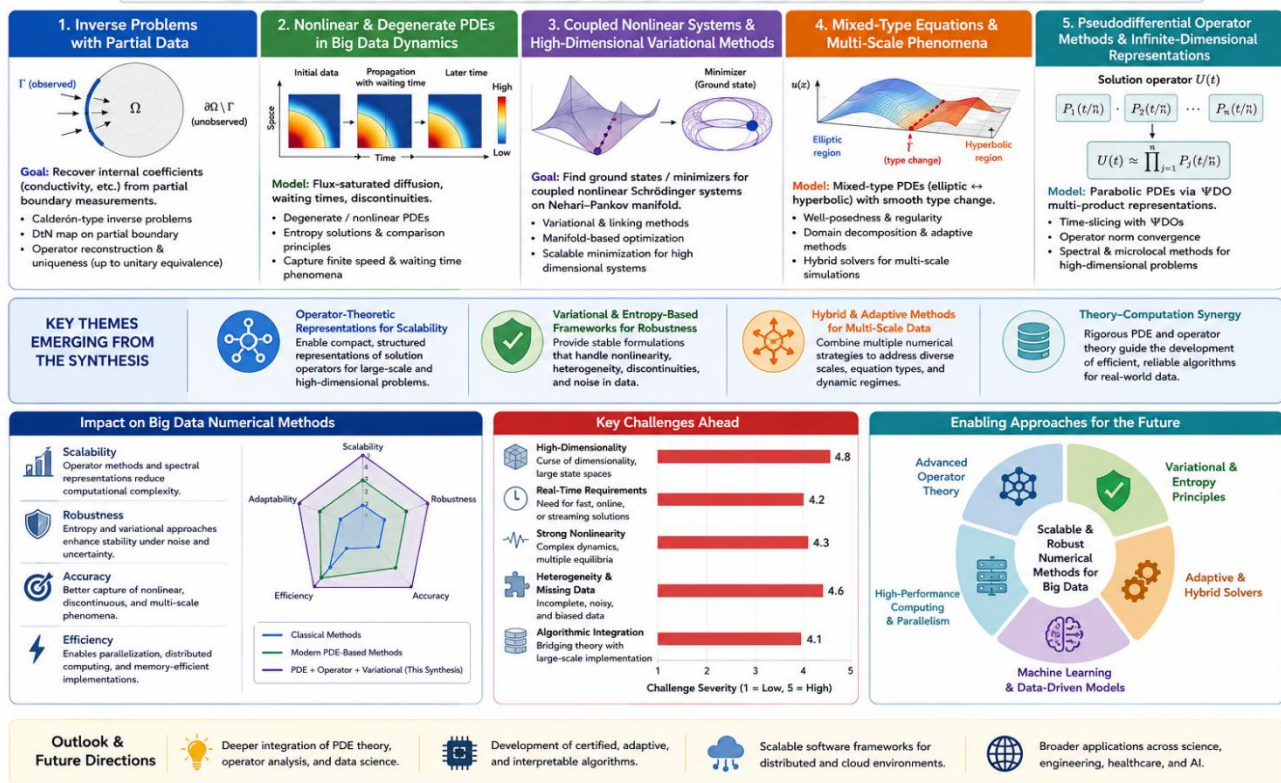 1. Inverse Problems
with Partial Data
Γ (observed)
Ω
∂Ω \ Γ
(unobserved)
Goal: Recover internal coefficients
(conductivity, etc.) from partial
boundary measurements.
• Calderón-type inverse problems
• DtN map on partial boundary
• Operator reconstruction &
uniqueness (up to unitary equivalence)
2. Nonlinear & Degenerate PDEs
in Big Data Dynamics
Initial data
Propagation
with waiting time
Later time
High
Low
Space
Time
Model: Flux-saturated diffusion,
waiting times, discontinuities.
• Degenerate / nonlinear PDEs
• Entropy solutions & comparison
principles
• Capture finite speed & waiting time
phenomena
3. Coupled Nonlinear Systems &
High-Dimensional Variational Methods
Minimizer
(Ground state)
Goal: Find ground states / minimizers for
coupled nonlinear Schrödinger systems
on Nehari–Pankov manifold.
• Variational & linking methods
• Manifold-based optimization
• Scalable minimization for high
dimensional systems
4. Mixed-Type Equations &
Multi-Scale Phenomena
u(x)
Elliptic
region
Γ
(type change)
Hyperbolic
region
Model: Mixed-type PDEs (elliptic ↔
hyperbolic) with smooth type change.
• Well-posedness & regularity
• Domain decomposition & adaptive
methods
• Hybrid solvers for multi-scale
simulations
5. Pseudodifferential Operator
Methods & Infinite-Dimensional
Representations
Solution operator U(t)
P₁(t/n) · P₂(t/n) ⋯ Pₙ(t/n)
U(t) ≈ ∏ⁿⱼ₌₁ Pⱼ(t/n)
Model: Parabolic PDEs via ΨDO
multi-product representations.
• Time-slicing with ΨDOs
• Operator norm convergence
• Spectral & microlocal methods for
high-dimensional problems
KEY THEMES
EMERGING FROM
THE SYNTHESIS
Operator-Theoretic
Representations for Scalability
Enable compact, structured
representations of solution
operators for large-scale and
high-dimensional problems.
Variational & Entropy-Based
Frameworks for Robustness
Provide stable formulations
that handle nonlinearity,
heterogeneity, discontinuities,
and noise in data.
Hybrid & Adaptive Methods
for Multi-Scale Data
Combine multiple numerical
strategies to address diverse
scales, equation types, and
dynamic regimes.
Theory–Computation Synergy
Rigorous PDE and operator
theory guide the development
of efficient, reliable algorithms
for real-world data.
Impact on Big Data Numerical Methods
Scalability
Operator methods and spectral
representations reduce
computational complexity.
Robustness
Entropy and variational approaches
enhance stability under noise and
uncertainty.
Accuracy
Better capture of nonlinear,
discontinuous, and multi-scale
phenomena.
Efficiency
Enables parallelization, distributed
computing, and memory-efficient
implementations.
Scalability
Robustness
Accuracy
Efficiency
Adaptability
Classical Methods
Modern PDE-Based Methods
PDE + Operator + Variational (This Synthesis)
Key Challenges Ahead
High-Dimensionality
Curse of dimensionality,
large state spaces
4.8
Real-Time Requirements
Need for fast, online,
or streaming solutions
4.2
Strong Nonlinearity
Complex dynamics,
multiple equilibria
4.3
Heterogeneity &
Missing Data
Incomplete, noisy,
and biased data
4.6
Algorithmic Integration
Bridging theory with
large-scale implementation
4.1
1 2 3 4 5
Challenge Severity (1 = Low, 5 = High)
Enabling Approaches for the Future
Advanced
Operator
Theory
Variational &
Entropy
Principles
Adaptive &
Hybrid Solvers
Machine Learning
& Data-Driven Models
High-Performance
Computing
& Parallelism
Scalable &
Robust
Numerical
Methods for
Big Data
Outlook &
Future Directions
Deeper integration of PDE theory,
operator analysis, and data science.
Development of certified, adaptive,
and interpretable algorithms.
Scalable software frameworks for
distributed and cloud environments.
Broader applications across science,
engineering, healthcare, and AI.